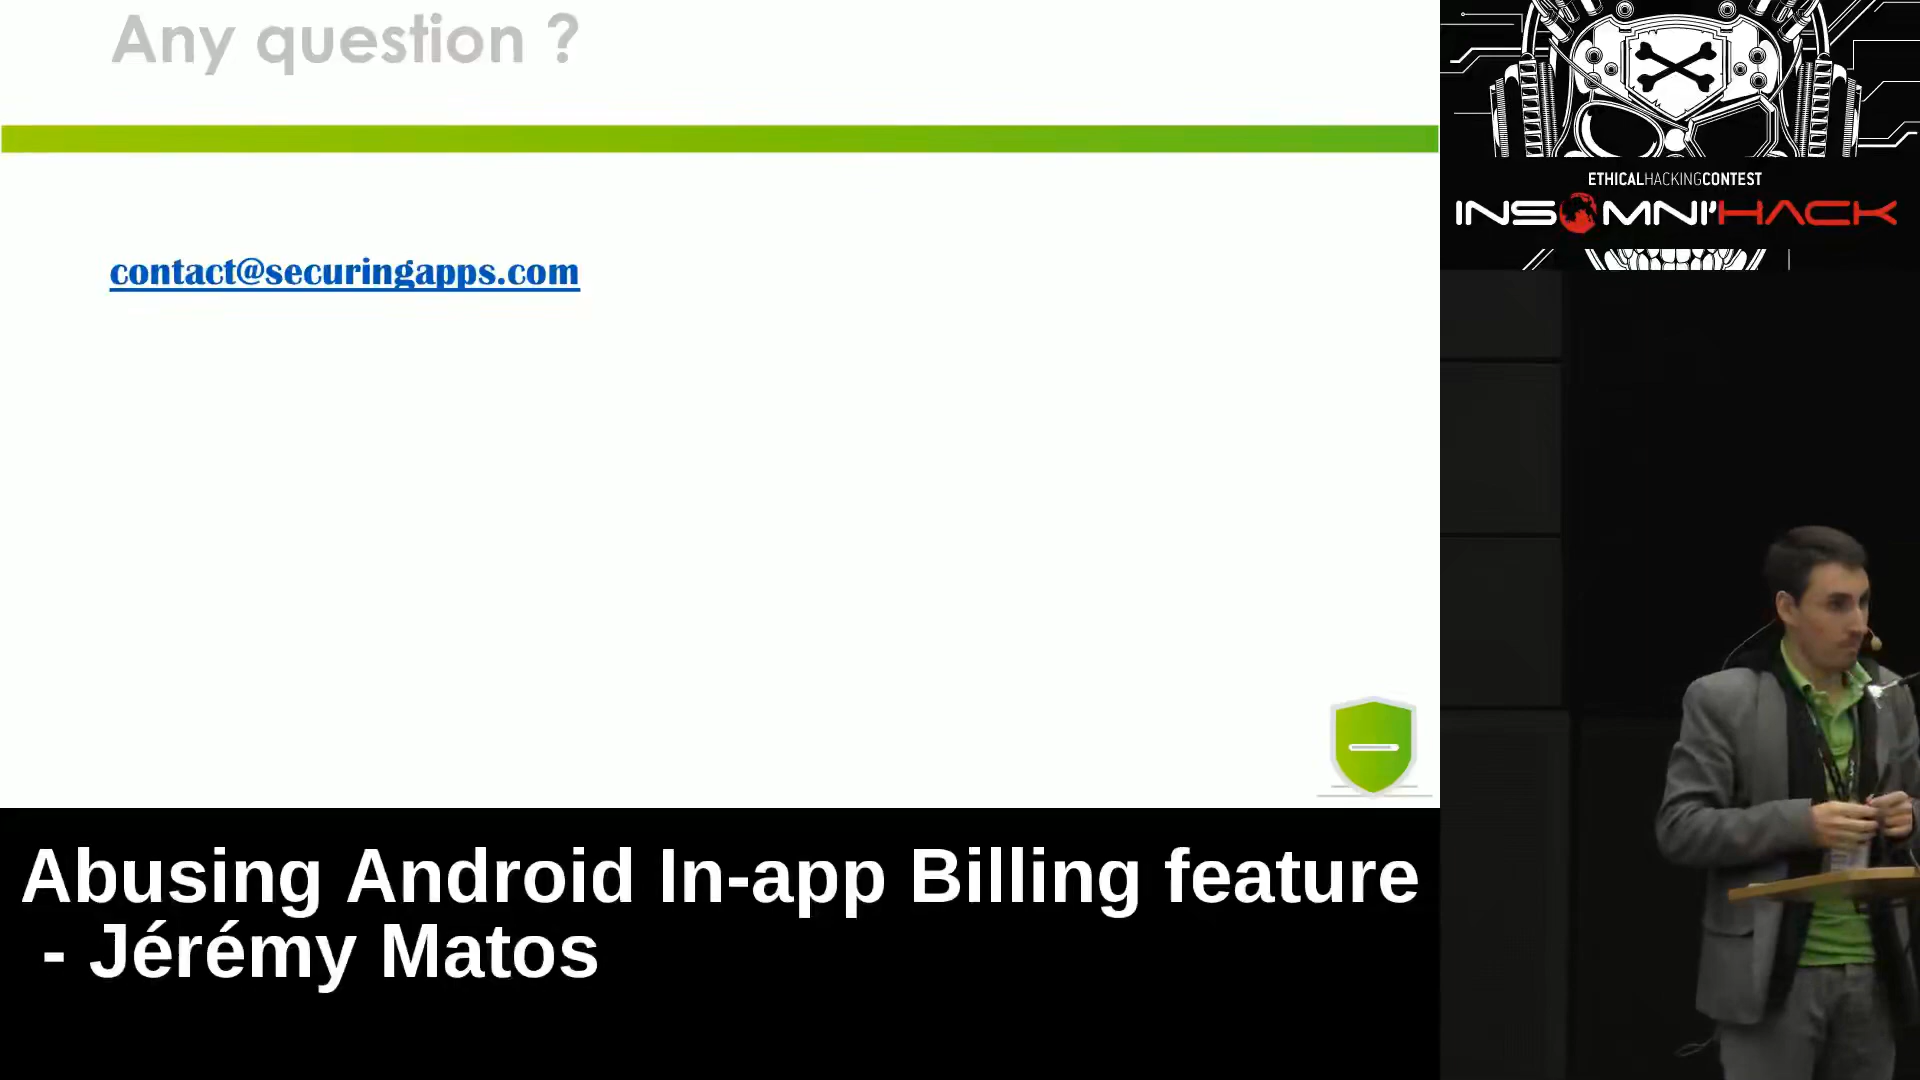 Any question ?
contact@securingapps.com
ETHICALHACKINGCONTEST
INSOMNI'HACK
Abusing Android In-app Billing feature
- Jérémy Matos